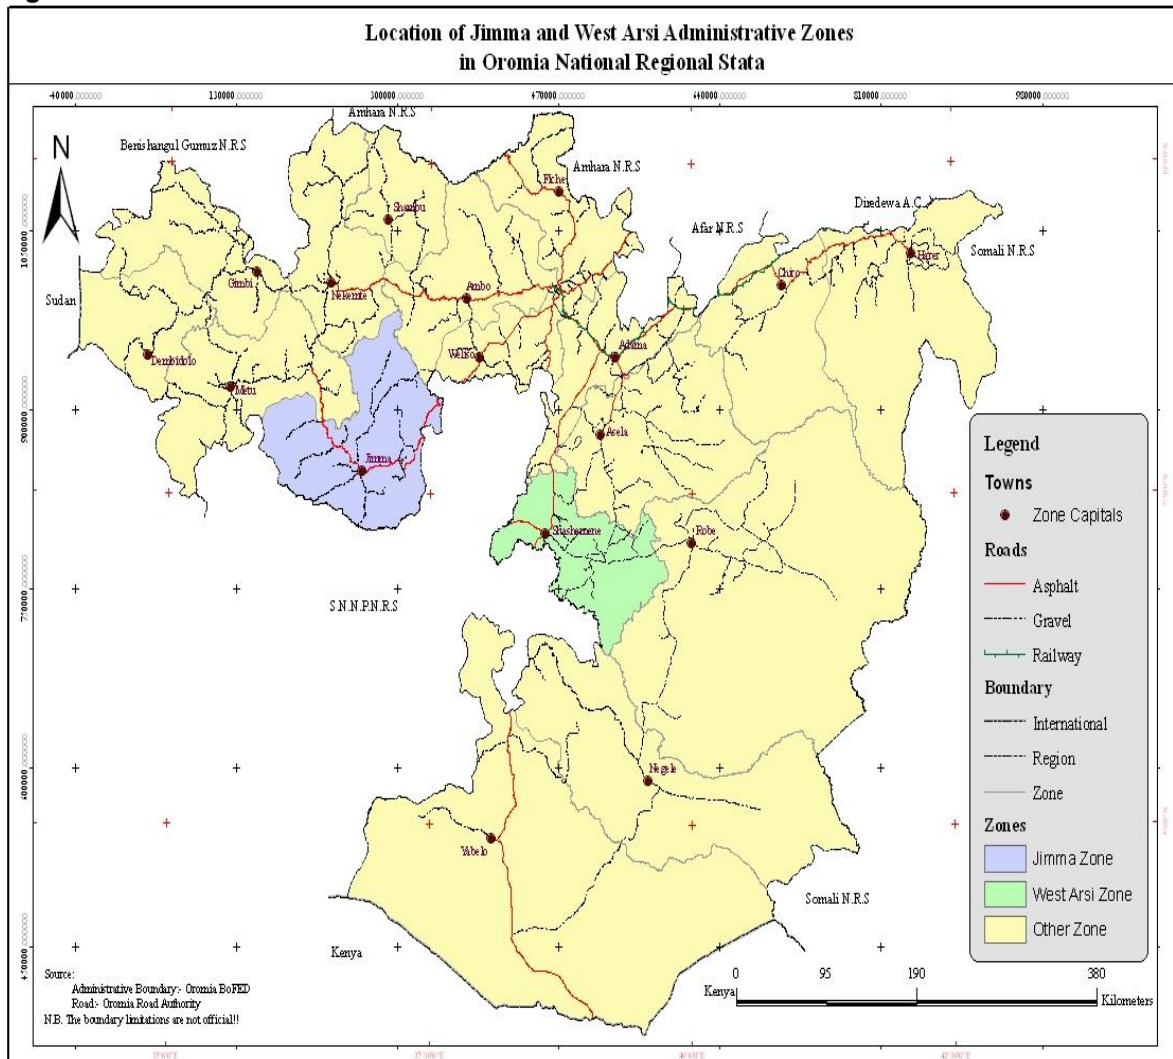 Location of Jimma and West Arsi Administrative Zones
in Oromia National Regional Stata
Amhara N.R.S
Benishangul Gumuz N.R.S
N
Amhara N.R.S
Fiche
Diredewa A.C.
Shambu
Afar N.R.S
Somali N.R.S
Harer
Gimbi
Nekemte
Ambo
Chiro
Sudan
Dembidolo
Weliso
Adama
Metu
Asela
Jimma
Shashemene
Robe
S.N.N.P.N.R.S
Negele
Yabelo
Somali N.R.S
Kenya
Kenya
Legend
Towns
Zone Capitals
Roads
Asphalt
Gravel
Railway
Boundary
International
Region
Zone
Zones
Jimma Zone
West Arsi Zone
Other Zone
0 95 190 380
Kilometers
Source:
Administrative Boundary:- Oromia BoFED
Road:- Oromia Road Authority
N.B. The boundary limitations are not official!!